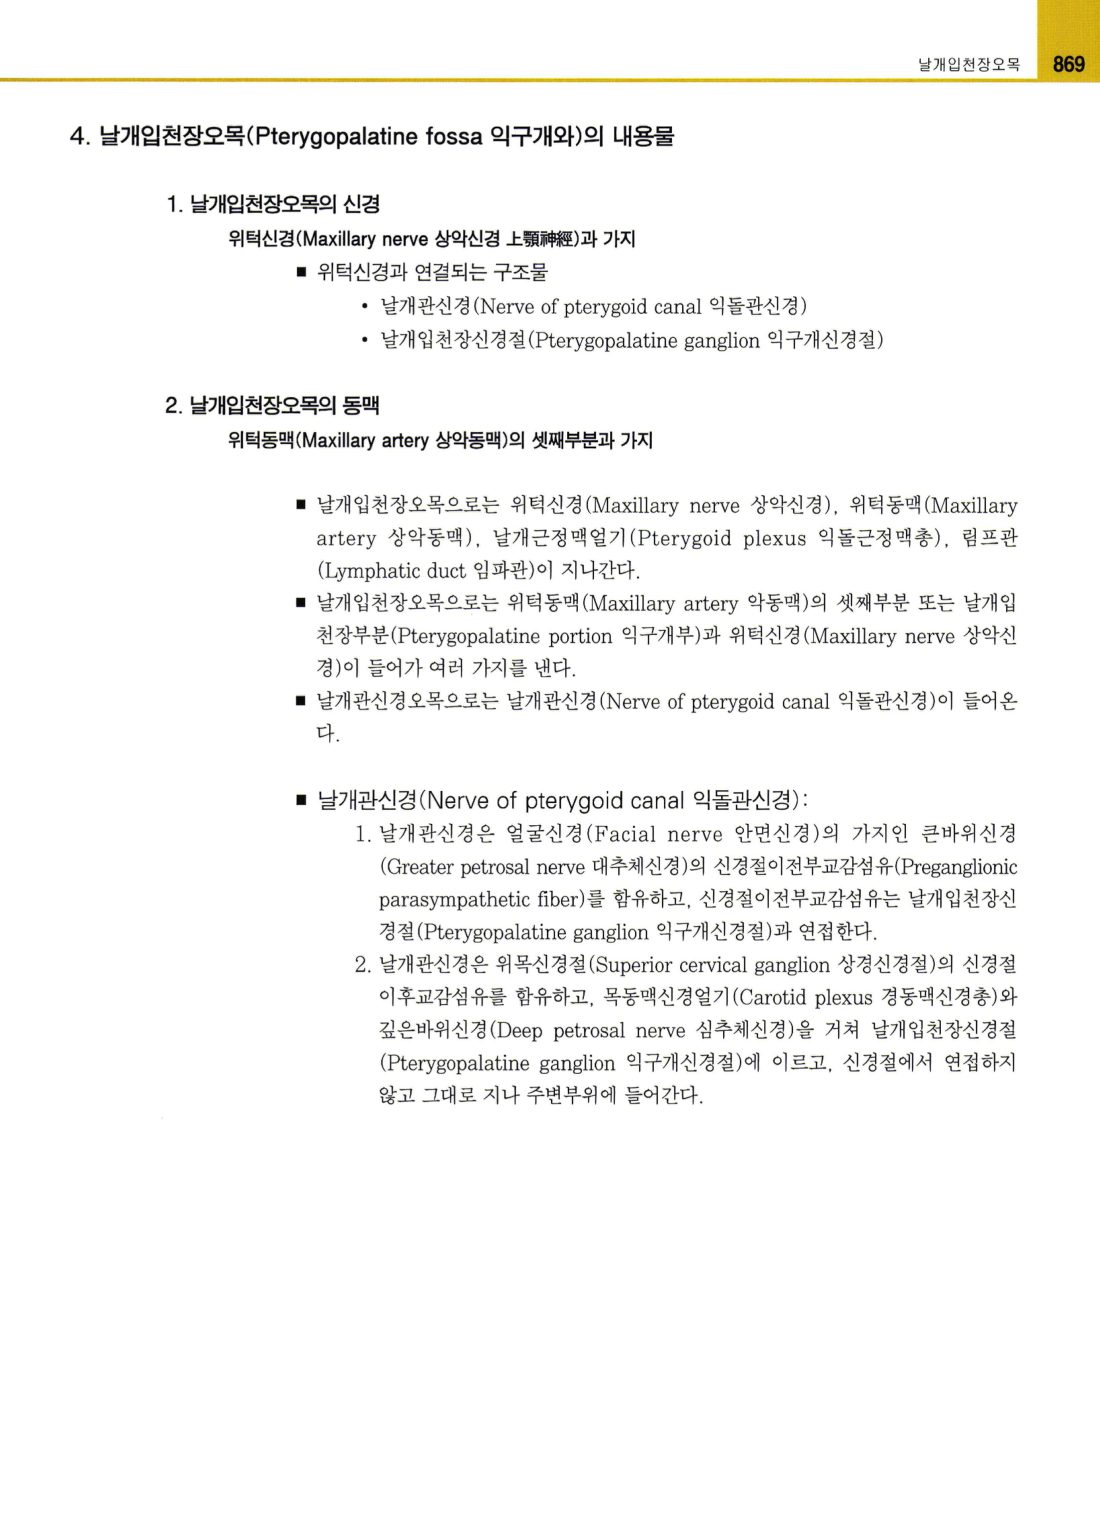 날개입천장오목 869
4. 날개입천장오목(Pterygopalatine fossa 익구개와)의 내용물
1. 날개입천장오목의 신경
위턱신경(Maxillary nerve 상악신경 上顎神經)과 가지
■ 위턱신경과 연결되는 구조물
• 날개관신경(Nerve of pterygoid canal 익돌관신경)
• 날개입천장신경절(Pterygopalatine ganglion 익구개신경절)
2. 날개입천장오목의 동맥
위턱동맥(Maxillary artery 상악동맥)의 셋째부분과 가지
■ 날개입천장오목으로는 위턱신경(Maxillary nerve 상악신경), 위턱동맥(Maxillary
artery 상악동맥), 날개근정맥얼기(Pterygoid plexus 익돌근정맥총), 림프관
(Lymphatic duct 임파관)이 지나간다.
■ 날개입천장오목으로는 위턱동맥(Maxillary artery 악동맥)의 셋째부분 또는 날개입
천장부분(Pterygopalatine portion 익구개부)과 위턱신경(Maxillary nerve 상악신
경)이 들어가 여러 가지를 낸다.
■ 날개관신경오목으로는 날개관신경(Nerve of pterygoid canal 익돌관신경)이 들어온
다.
■ 날개관신경(Nerve of pterygoid canal 익돌관신경):
1. 날개관신경은 얼굴신경(Facial nerve 안면신경)의 가지인 큰바위신경
(Greater petrosal nerve 대추체신경)의 신경절이전부교감섬유(Preganglionic
parasympathetic fiber)를 함유하고, 신경절이전부교감섬유는 날개입천장신
경절(Pterygopalatine ganglion 익구개신경절)과 연접한다.
2. 날개관신경은 위목신경절(Superior cervical ganglion 상경신경절)의 신경절
이후교감섬유를 함유하고, 목동맥신경얼기(Carotid plexus 경동맥신경총)와
깊은바위신경(Deep petrosal nerve 심추체신경)을 거쳐 날개입천장신경절
(Pterygopalatine ganglion 익구개신경절)에 이르고, 신경절에서 연접하지
않고 그대로 지나 주변부위에 들어간다.